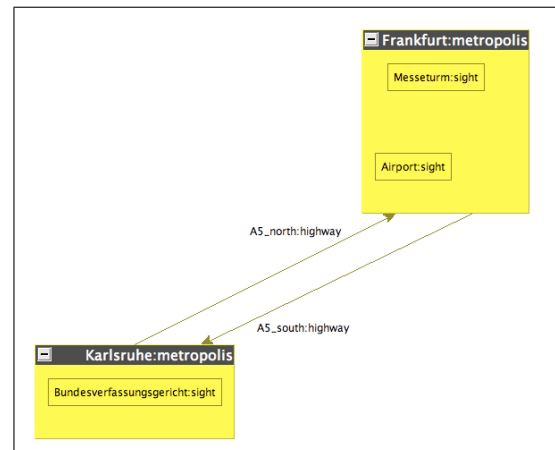 Frankfurt:metropolis
Messeturm:sight
Airport:sight
A5_north:highway
A5_south:highway
Karlsruhe:metropolis
Bundesverfassungsgericht:sight